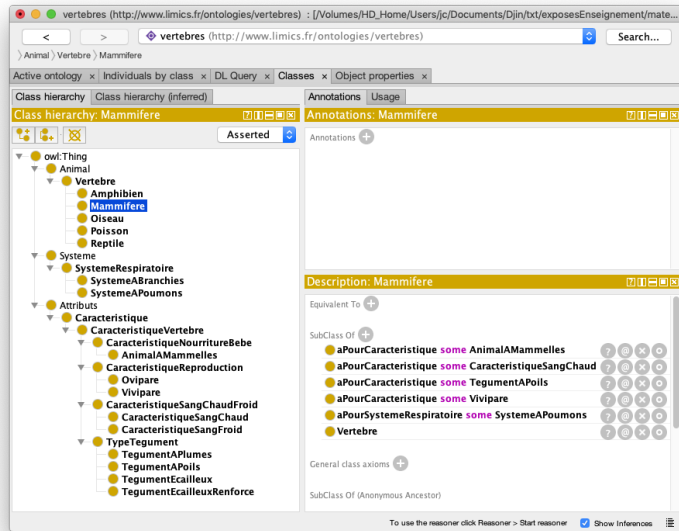 vertebres (http://www.limics.fr/ontologies/vertebres) : [/Volumes/HD_Home/Users/jc/Documents/Djin/txt/exposesEnseignement/mate...
< > vertebres (http://www.limics.fr/ontologies/vertebres) Search...
Animal Vertebre Mammifere
Active ontology × Individuals by class × DL Query × Classes × Object properties ×
Class hierarchy Class hierarchy (inferred)
Class hierarchy: Mammifere
Asserted
owl:Thing
Animal
Vertebre
Amphibien
Mammifere
Oiseau
Poisson
Reptile
Systeme
SystemeRespiratoire
SystemeABranchies
SystemeAPoumons
Attributs
Caracteristique
CaracteristiqueVertebre
CaracteristiqueNourritureBebe
AnimalAMammelles
CaracteristiqueReproduction
Ovipare
Vivipare
CaracteristiqueSangChaudFroid
CaracteristiqueSangChaud
CaracteristiqueSangFroid
TypeTegument
TegumentAPlumes
TegumentAPoils
TegumentEcailleux
TegumentEcailleuxRenforce
Annotations Usage
Annotations: Mammifere
Annotations
Description: Mammifere
Equivalent To
SubClass Of
aPourCaracteristique some AnimalAMammelles
aPourCaracteristique some CaracteristiqueSangChaud
aPourCaracteristique some TegumentAPoils
aPourCaracteristique some Vivipare
aPourSystemeRespiratoire some SystemeAPoumons
Vertebre
General class axioms
SubClass Of (Anonymous Ancestor)
To use the reasoner click Reasoner > Start reasoner Show Inferences